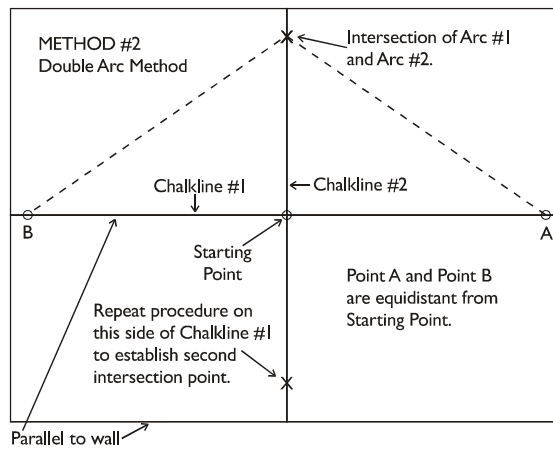 METHOD #2
Double Arc Method
Intersection of Arc #1
and Arc #2.
Chalkline #1
Chalkline #2
B
A
Starting
Point
Point A and Point B
are equidistant from
Starting Point.
Repeat procedure on
this side of Chalkline #1
to establish second
intersection point.
Parallel to wall